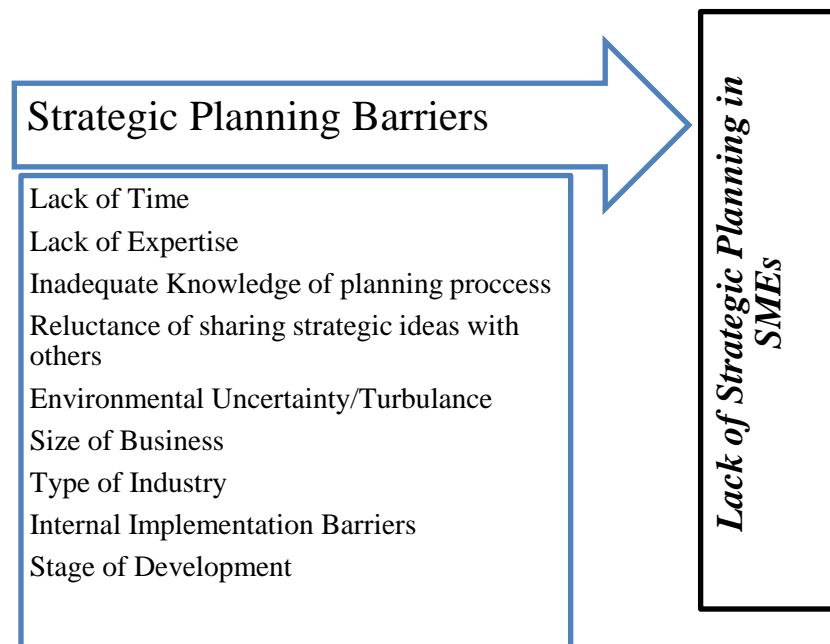 Strategic Planning Barriers
Lack of Time
Lack of Expertise
Inadequate Knowledge of planning proccess
Reluctance of sharing strategic ideas with
others
Environmental Uncertainty/Turbulance
Size of Business
Type of Industry
Internal Implementation Barriers
Stage of Development
Lack of Strategic Planning in
SMEs